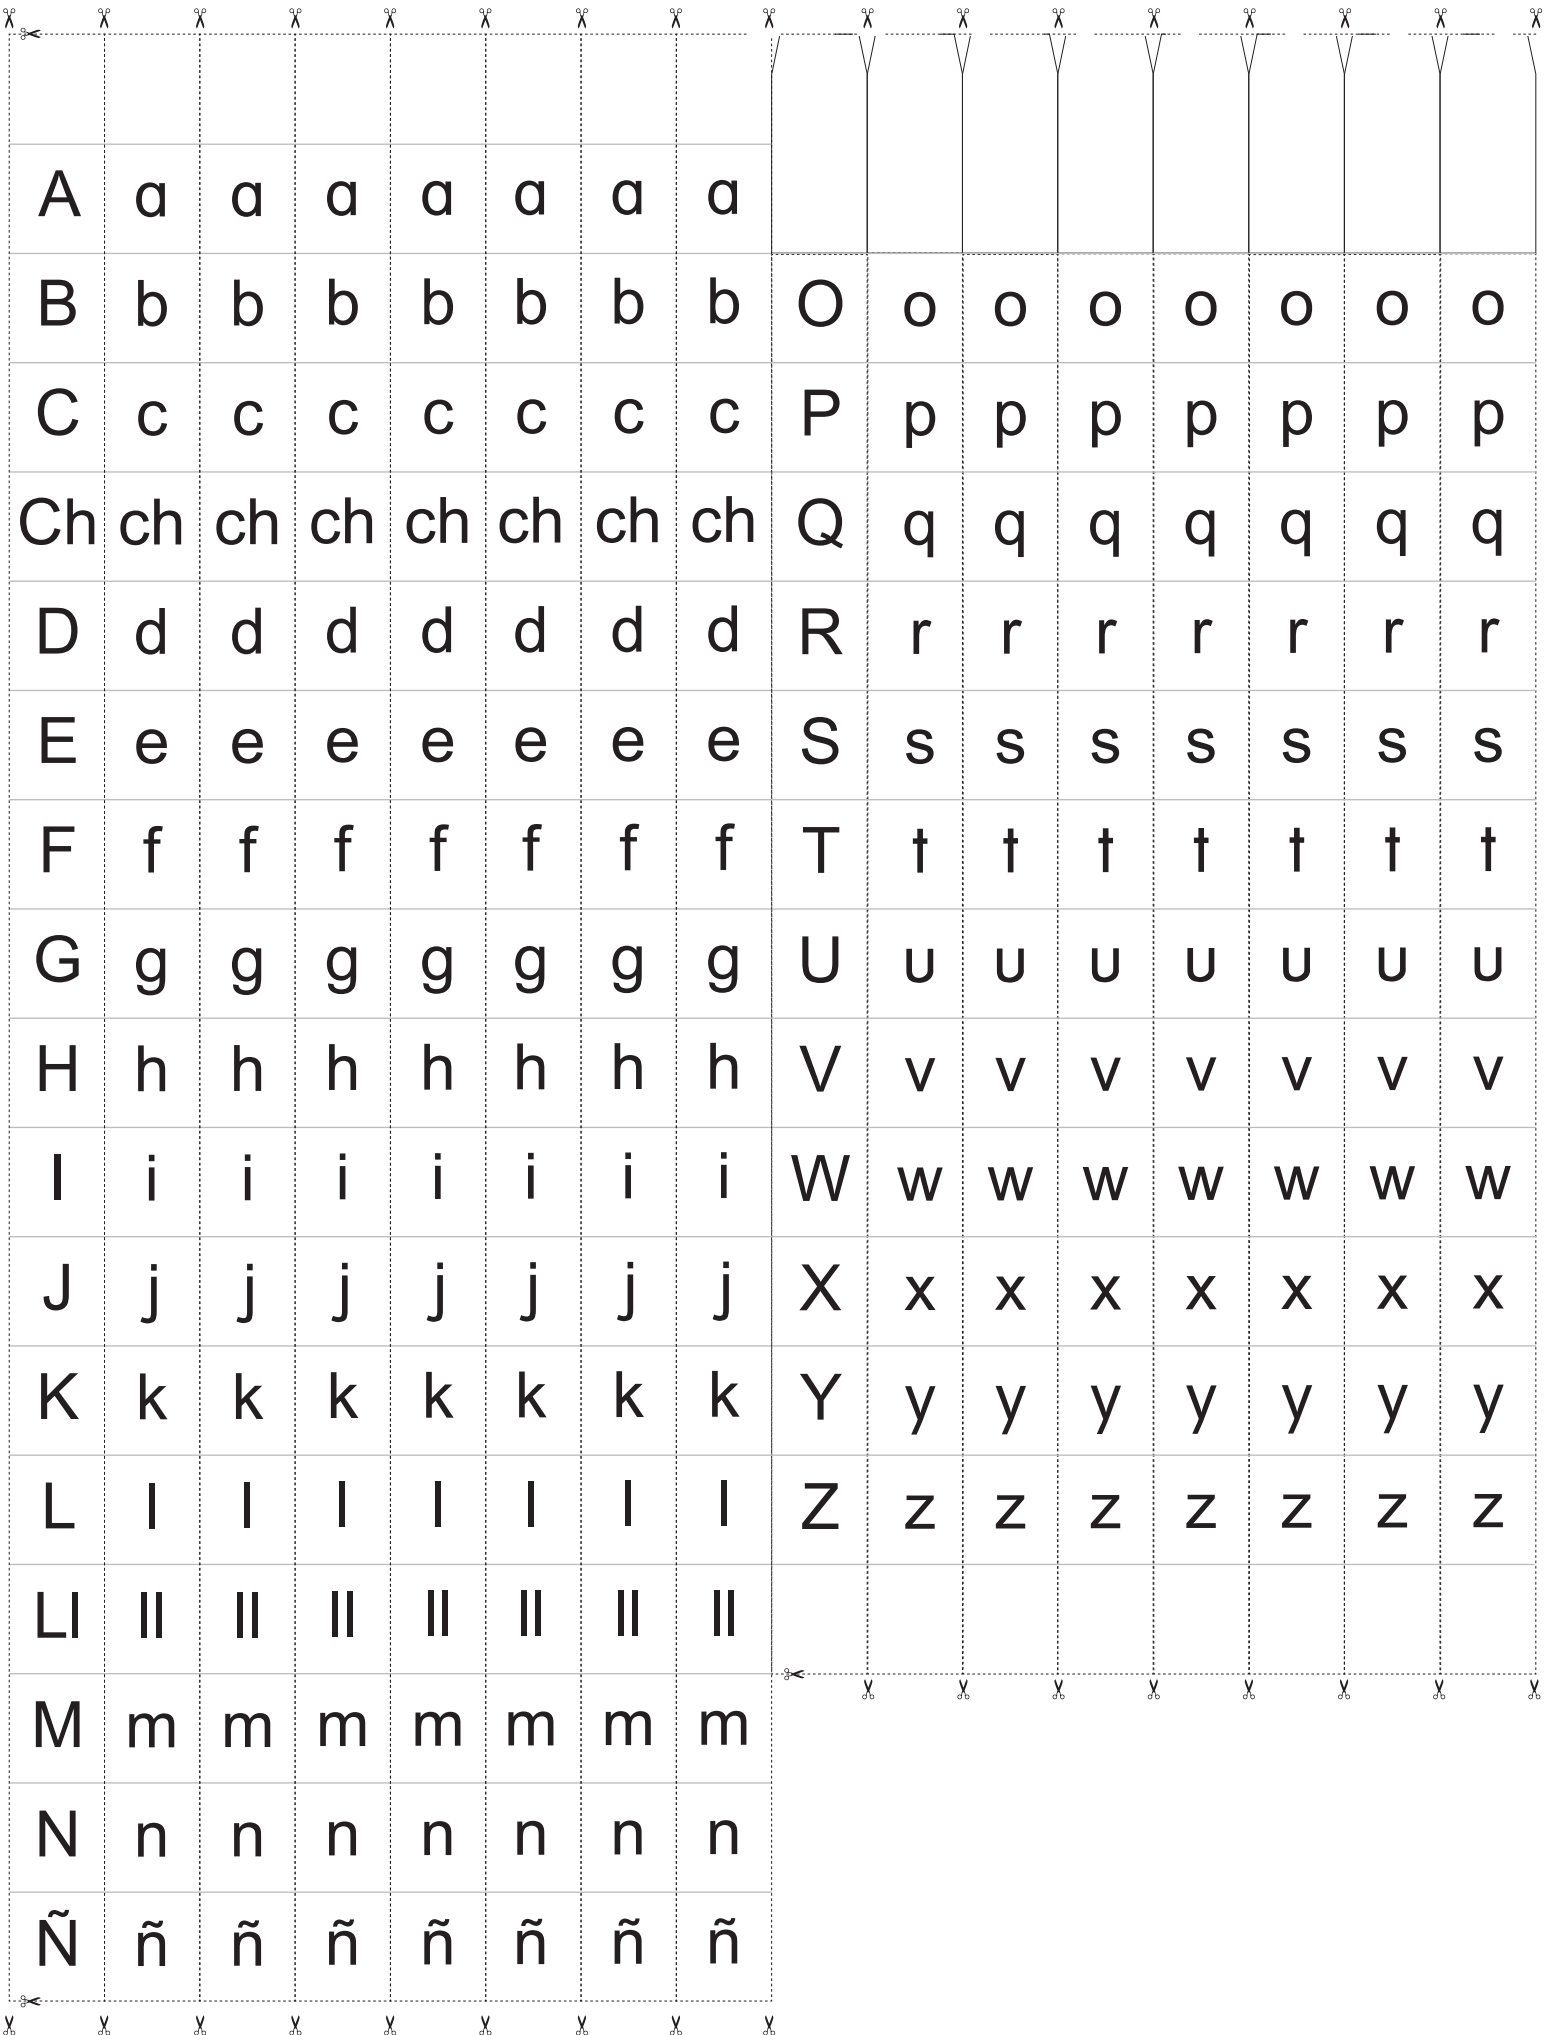 A a a a a a a a
B b b b b b b b
C c c c c c c c
Ch ch ch ch ch ch ch ch
D d d d d d d d
E e e e e e e e
F f f f f f f f
G g g g g g g g
H h h h h h h h
I i i i i i i i
J j j j j j j j
K k k k k k k k
L l l l l l l l
Ll ll ll ll ll ll ll ll
M m m m m m m m
N n n n n n n n
Ñ ñ ñ ñ ñ ñ ñ ñ
O o o o o o o o
P p p p p p p p
Q q q q q q q q
R r r r r r r r
S s s s s s s s
T t t t t t t t
U u u u u u u u
V v v v v v v v
W w w w w w w w
X x x x x x x x
Y y y y y y y y
Z z z z z z z z